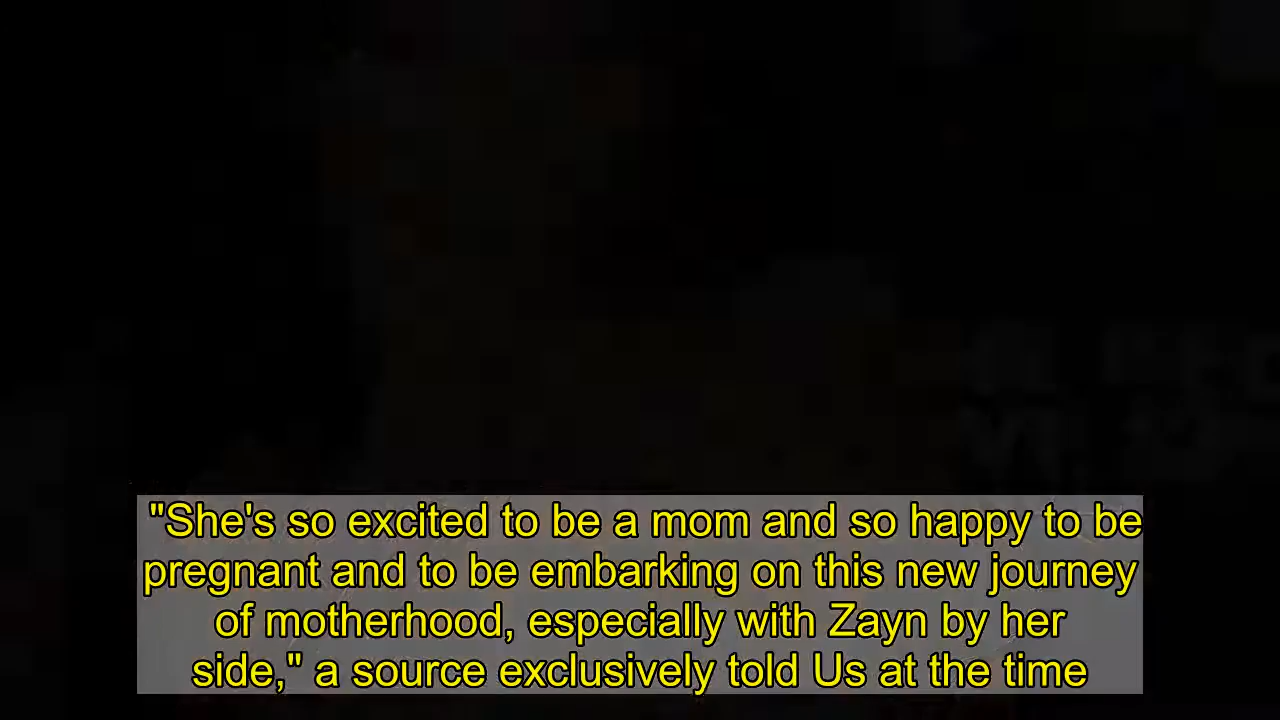 "She's so excited to be a mom and so happy to be
pregnant and to be embarking on this new journey
of motherhood, especially with Zayn by her
side," a source exclusively told Us at the time